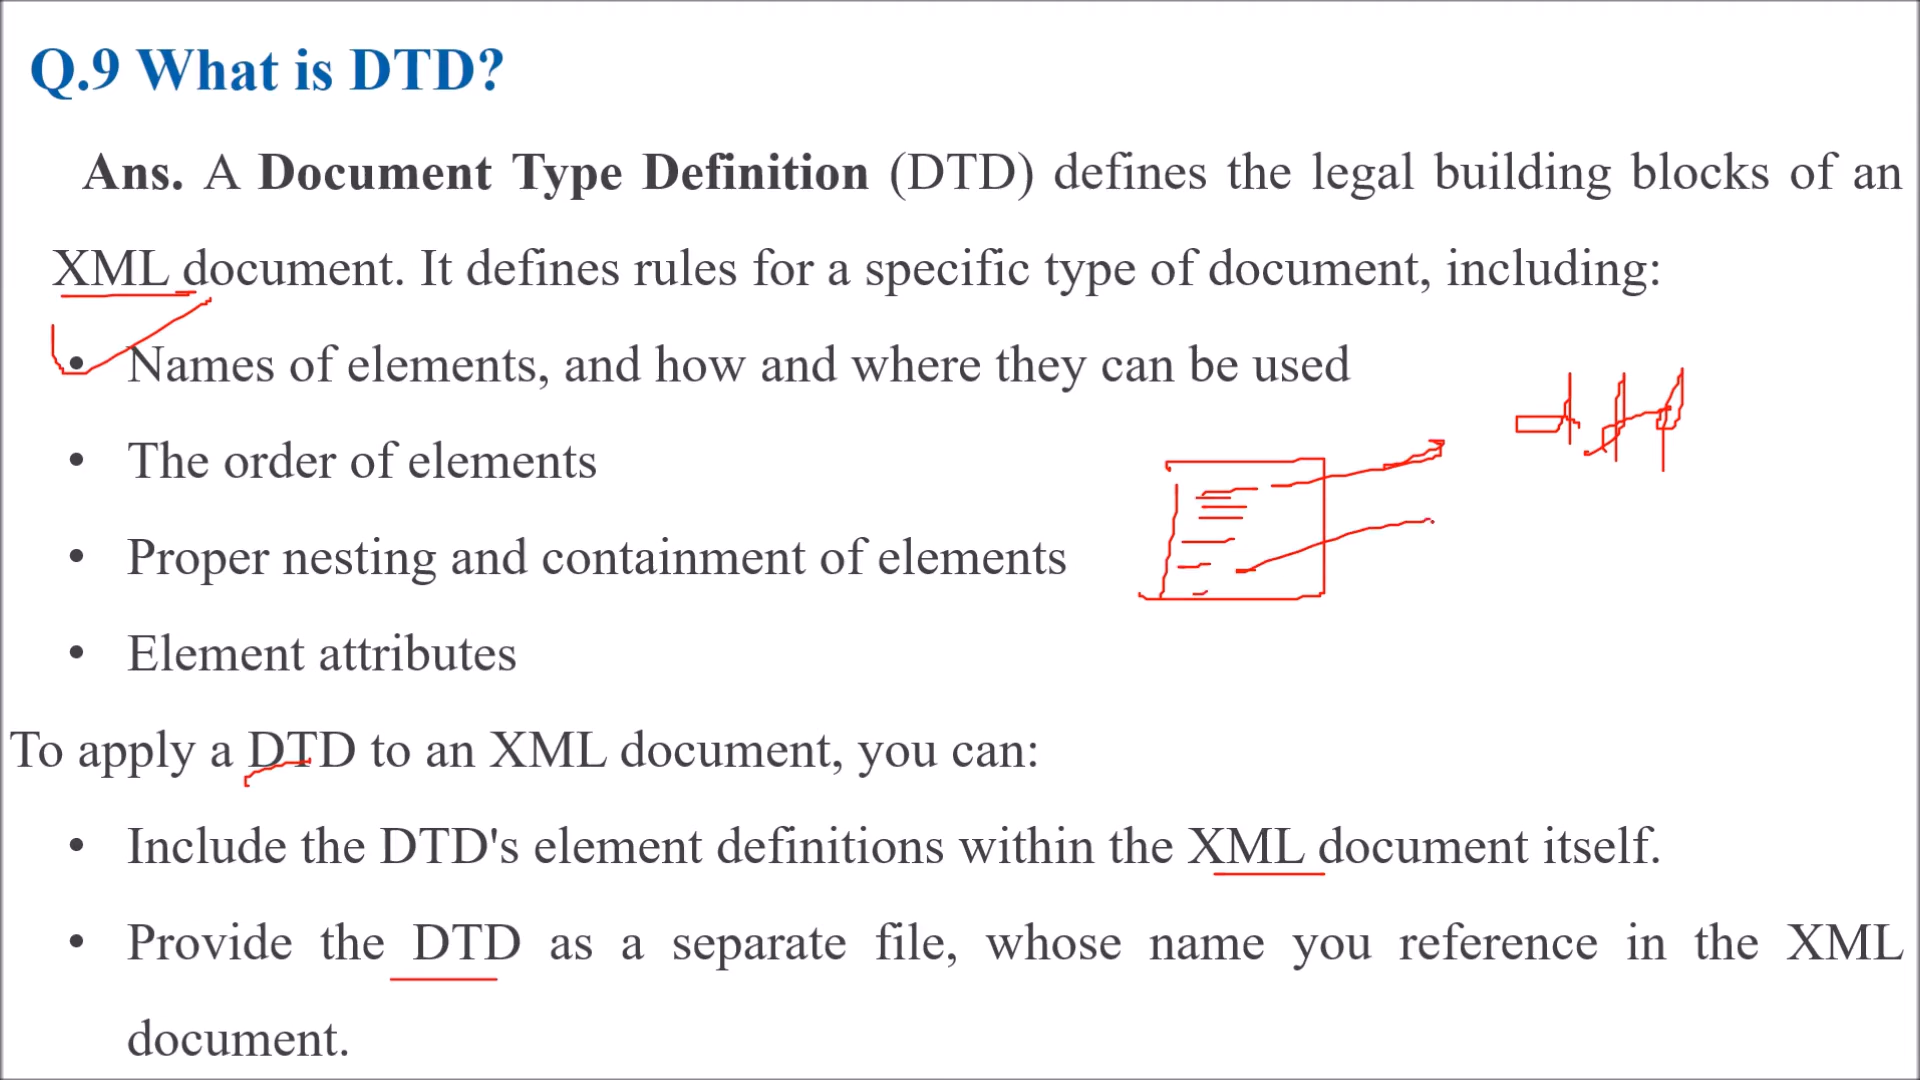 Q.9 What is DTD?
Ans. A Document Type Definition (DTD) defines the legal building blocks of an
XML document. It defines rules for a specific type of document, including:
• Names of elements, and how and where they can be used
• The order of elements
• Proper nesting and containment of elements
• Element attributes
To apply a DTD to an XML document, you can:
• Include the DTD's element definitions within the XML document itself.
• Provide the DTD as a separate file, whose name you reference in the XML
document.